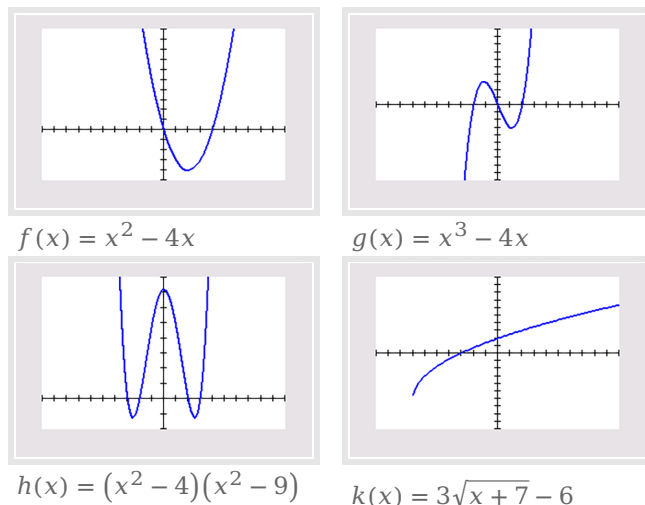 f(x) = x² − 4x
g(x) = x³ − 4x
h(x) = (x² − 4)(x² − 9)
k(x) = 3√(x + 7) − 6